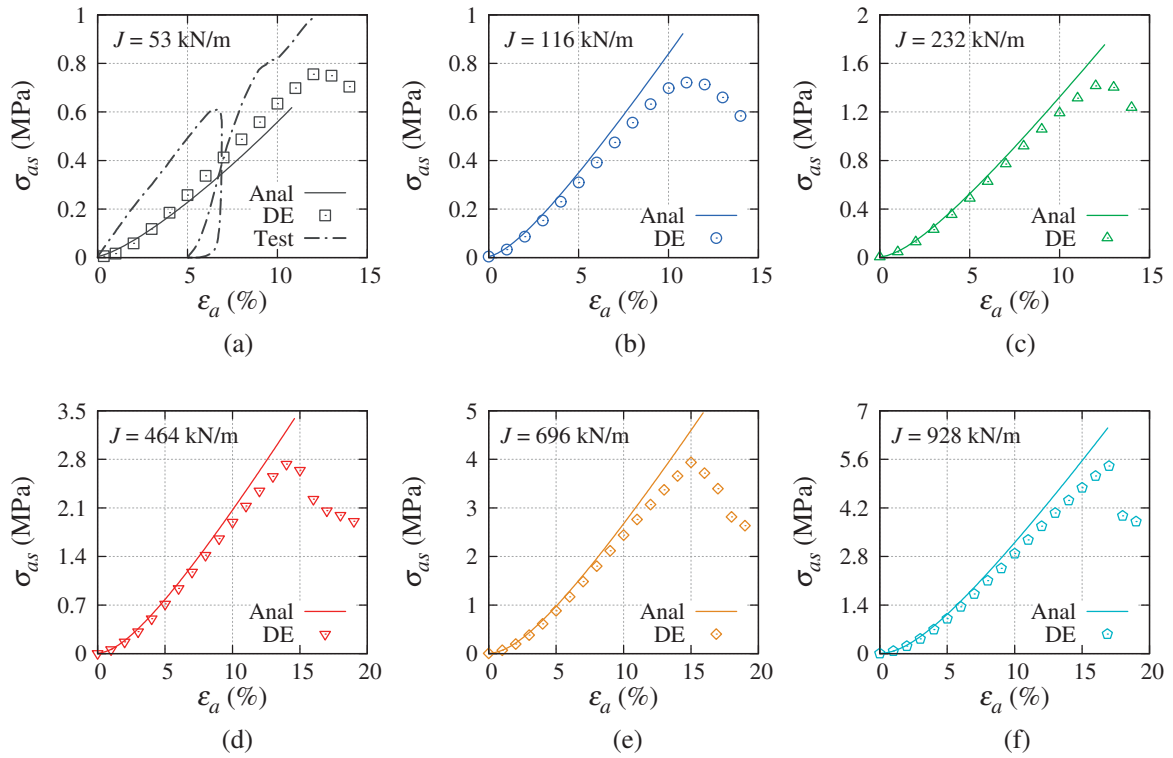 J = 53 kN/m
σas (MPa)
1
0.8
0.6
0.4
0.2
0
Anal
DE
Test
0 5 10 15
εa (%)
(a)
J = 116 kN/m
σas (MPa)
1
0.8
0.6
0.4
0.2
0
Anal
DE
0 5 10 15
εa (%)
(b)
J = 232 kN/m
σas (MPa)
2
1.6
1.2
0.8
0.4
0
Anal
DE
0 5 10 15
εa (%)
(c)
J = 464 kN/m
σas (MPa)
3.5
2.8
2.1
1.4
0.7
0
Anal
DE
0 5 10 15 20
εa (%)
(d)
J = 696 kN/m
σas (MPa)
5
4
3
2
1
0
Anal
DE
0 5 10 15 20
εa (%)
(e)
J = 928 kN/m
σas (MPa)
7
5.6
4.2
2.8
1.4
0
Anal
DE
0 5 10 15 20
εa (%)
(f)